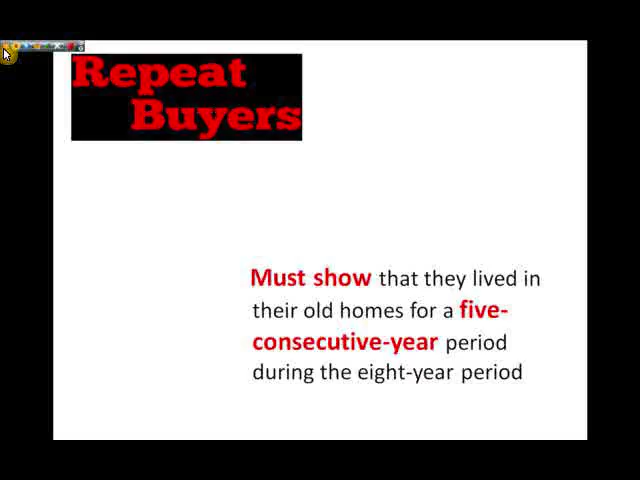 Repeat
Buyers
Must show that they lived in
their old homes for a five-
consecutive-year period
during the eight-year period